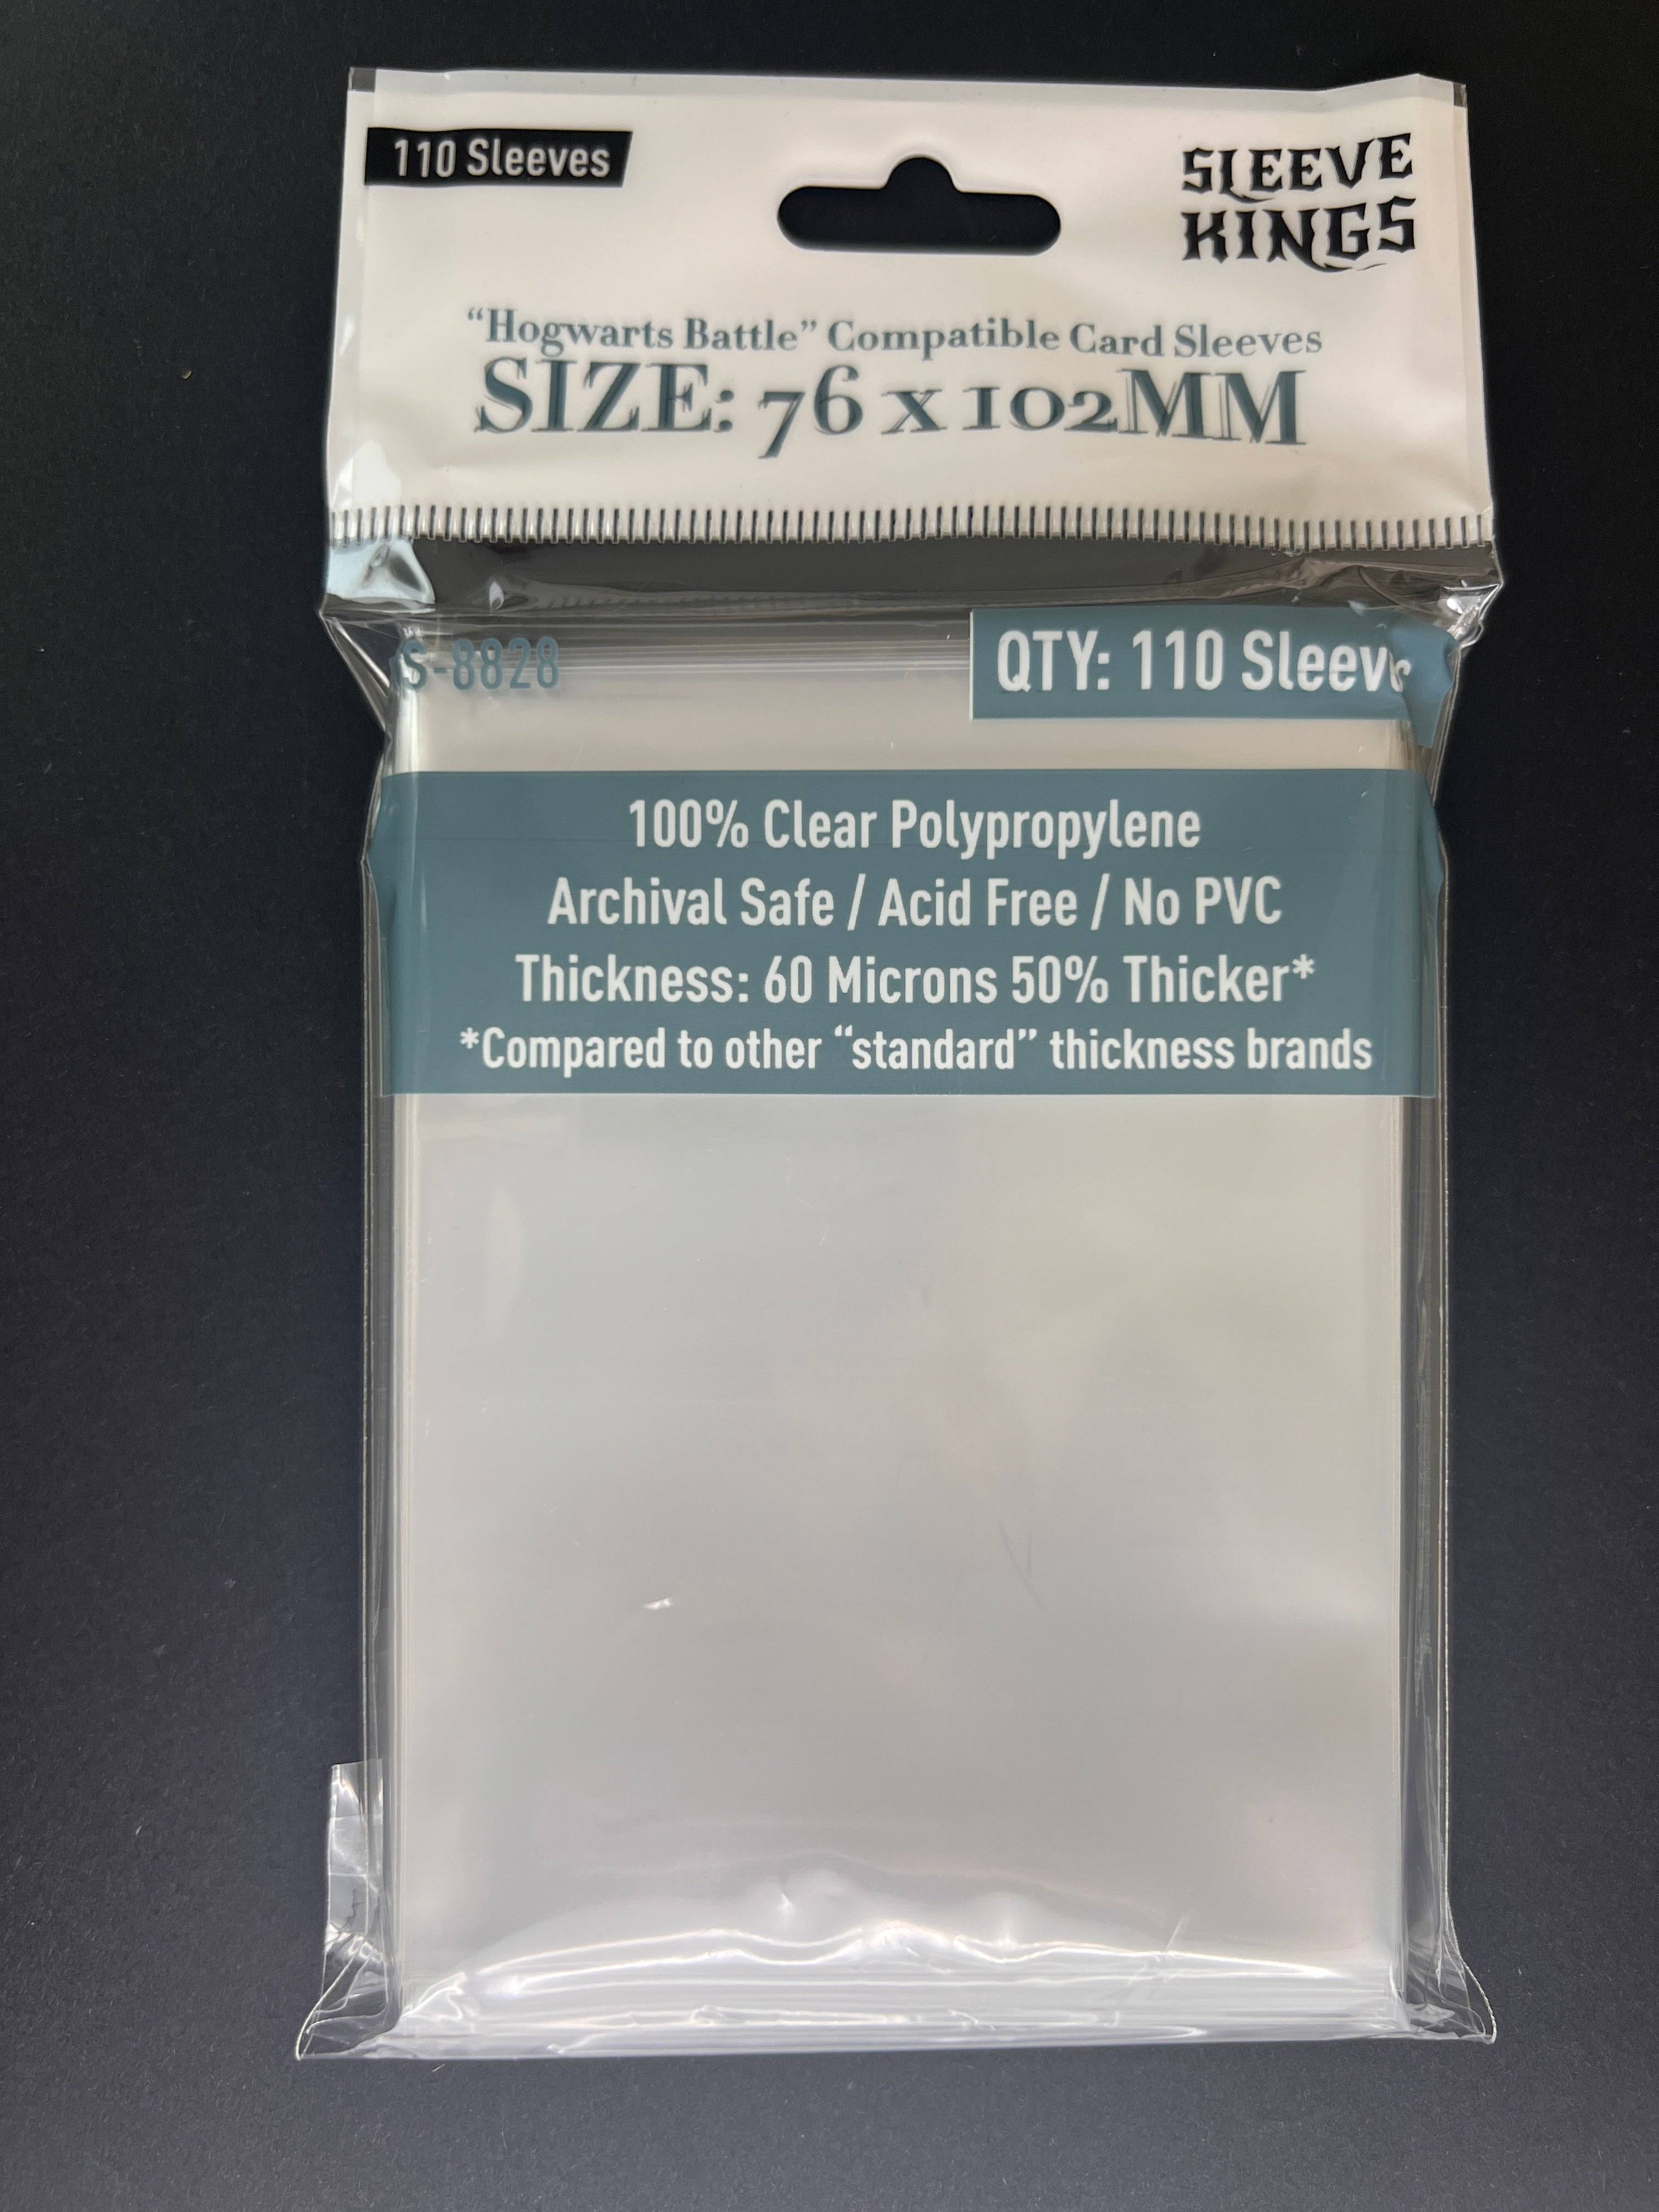 110 Sleeves
SLEEVE
KINGS
“Hogwarts Battle” Compatible Card Sleeves
SIZE: 76 x 102MM
S-8828
QTY: 110 Sleeve
100% Clear Polypropylene
Archival Safe / Acid Free / No PVC
Thickness: 60 Microns 50% Thicker*
*Compared to other “standard” thickness brands